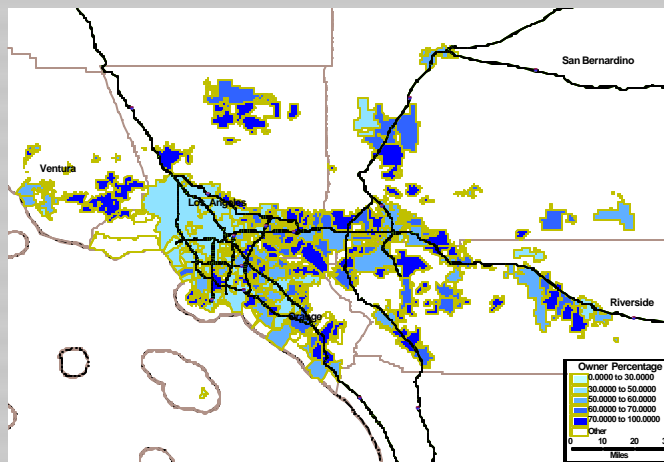 San Bernardino
Ventura
Los Angeles
Riverside
Orange
Owner Percentage
0.0000 to 30.0000
30.0000 to 50.0000
50.0000 to 60.0000
60.0000 to 70.0000
70.0000 to 100.0000
Other
0 10 20
Miles